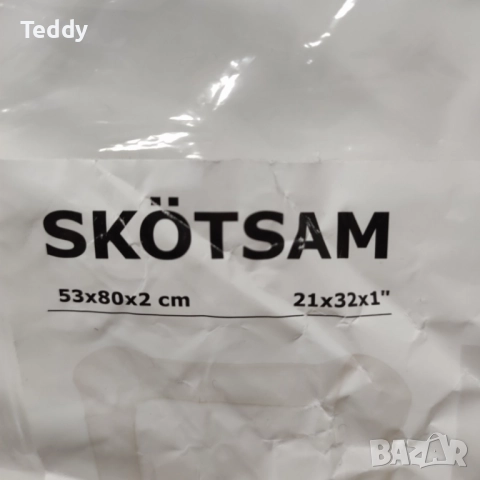 Teddy
SKÖTSAM
53x80x2 cm 21x32x1"
BAZAR